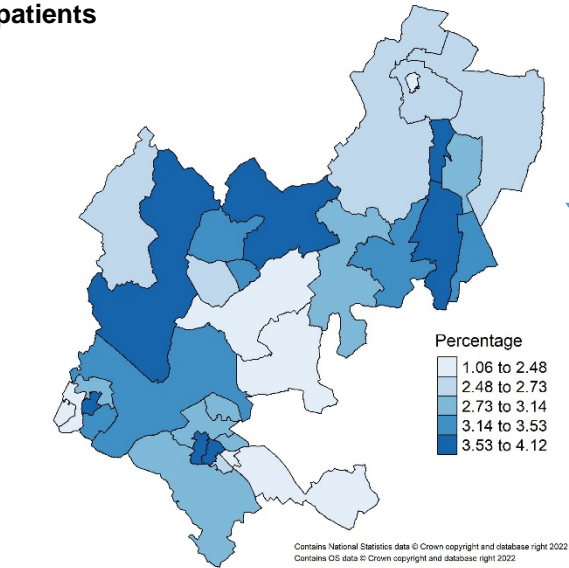 patients
Percentage
1.06 to 2.48
2.48 to 2.73
2.73 to 3.14
3.14 to 3.53
3.53 to 4.12
Contains National Statistics data © Crown copyright and database right 2022
Contains OS data © Crown copyright and database right 2022